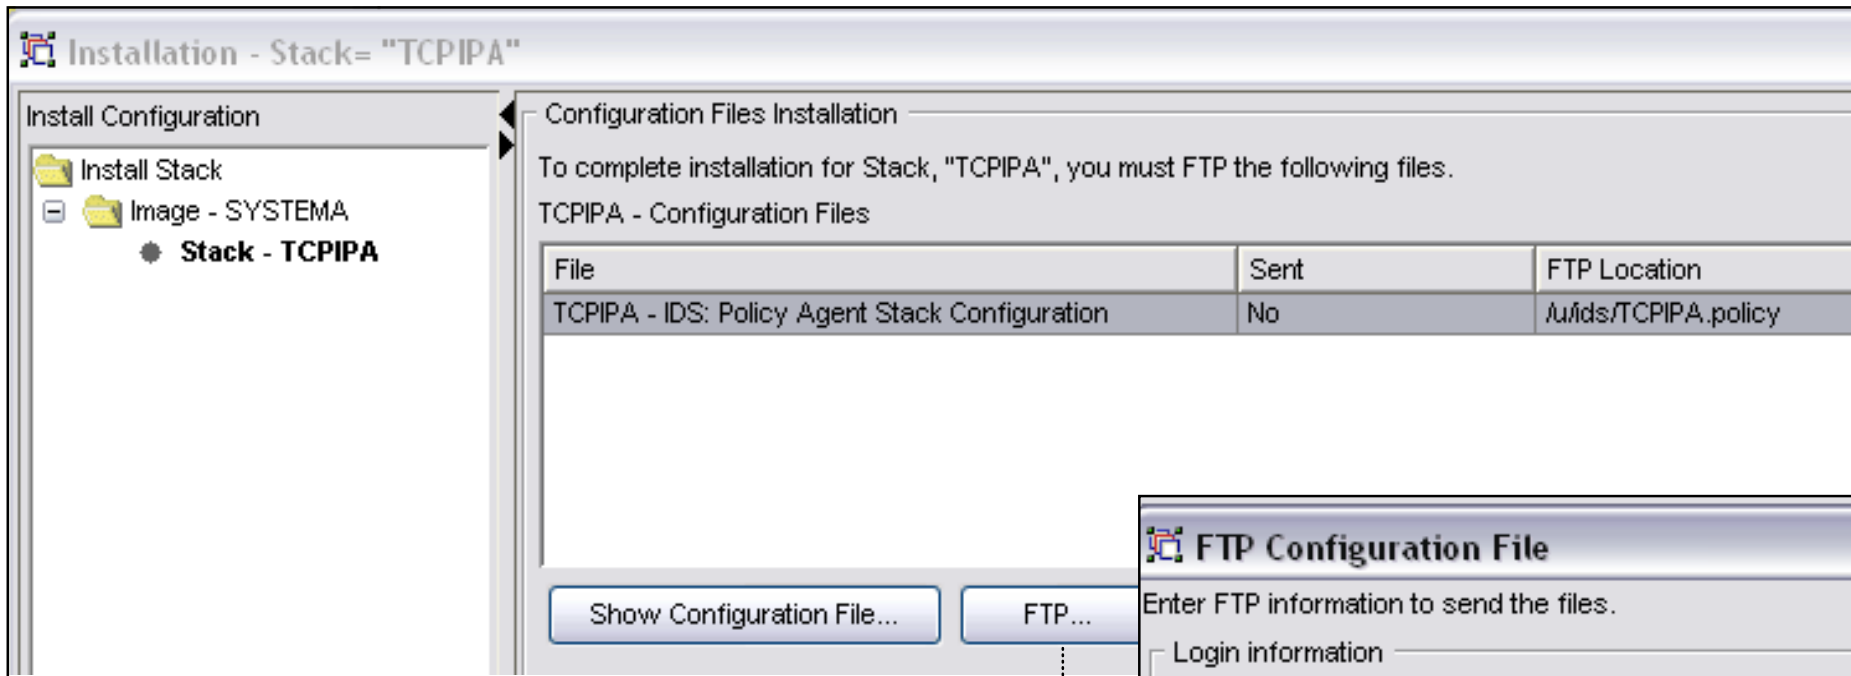 Installation - Stack= "TCPIPA"
Install Configuration
Install Stack
Image - SYSTEMA
Stack - TCPIPA
Configuration Files Installation
To complete installation for Stack, "TCPIPA", you must FTP the following files.
TCPIPA - Configuration Files
File Sent FTP Location
TCPIPA - IDS: Policy Agent Stack Configuration No /u/ids/TCPIPA.policy
Show Configuration File... FTP...
FTP Configuration File
Enter FTP information to send the files.
Login information